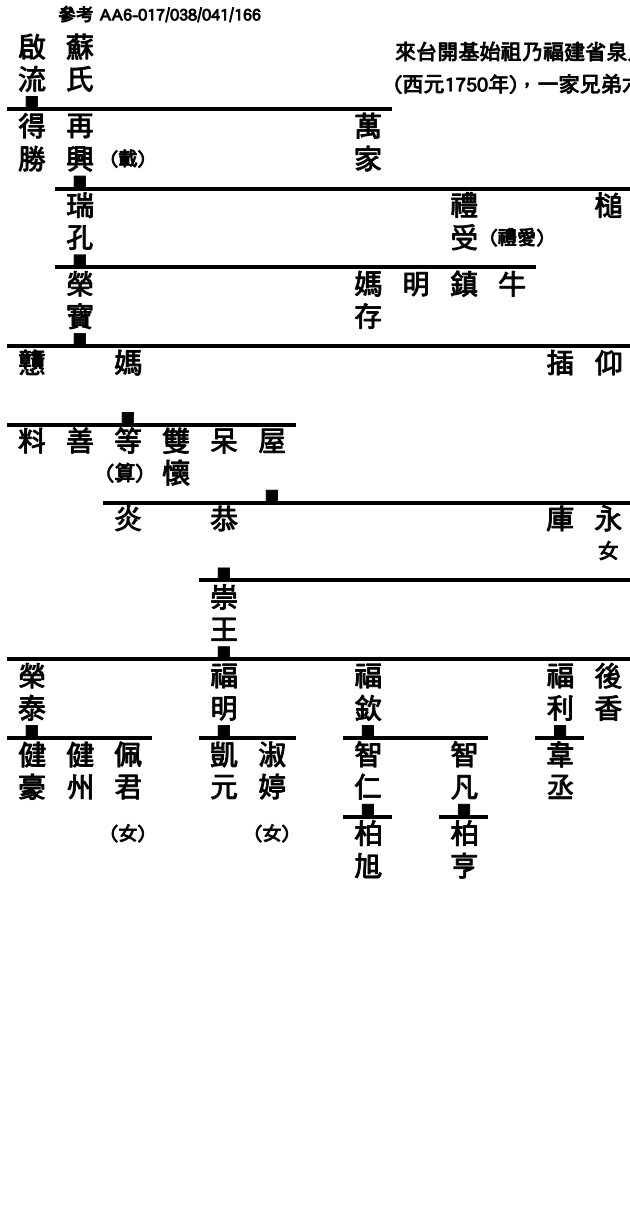 參考 AA6-017/038/041/166
來台開基始祖乃福建省泉
(西元1750年)，一家兄弟
啟流 蘇氏
得勝 再興 (載) 萬家
瑞孔 禮受 (禮愛) 槌
榮寶 媽存 明 鎮 牛
戇 媽 插 仰
料 善 等 (算) 雙懷 呆 屋
炎 恭 庫 永 女
崇王
榮泰 福明 福欽 福利 後香
健豪 健州 佩君 (女) 凱元 淑婷 (女) 智仁 智凡 韋丞
柏旭 柏亨